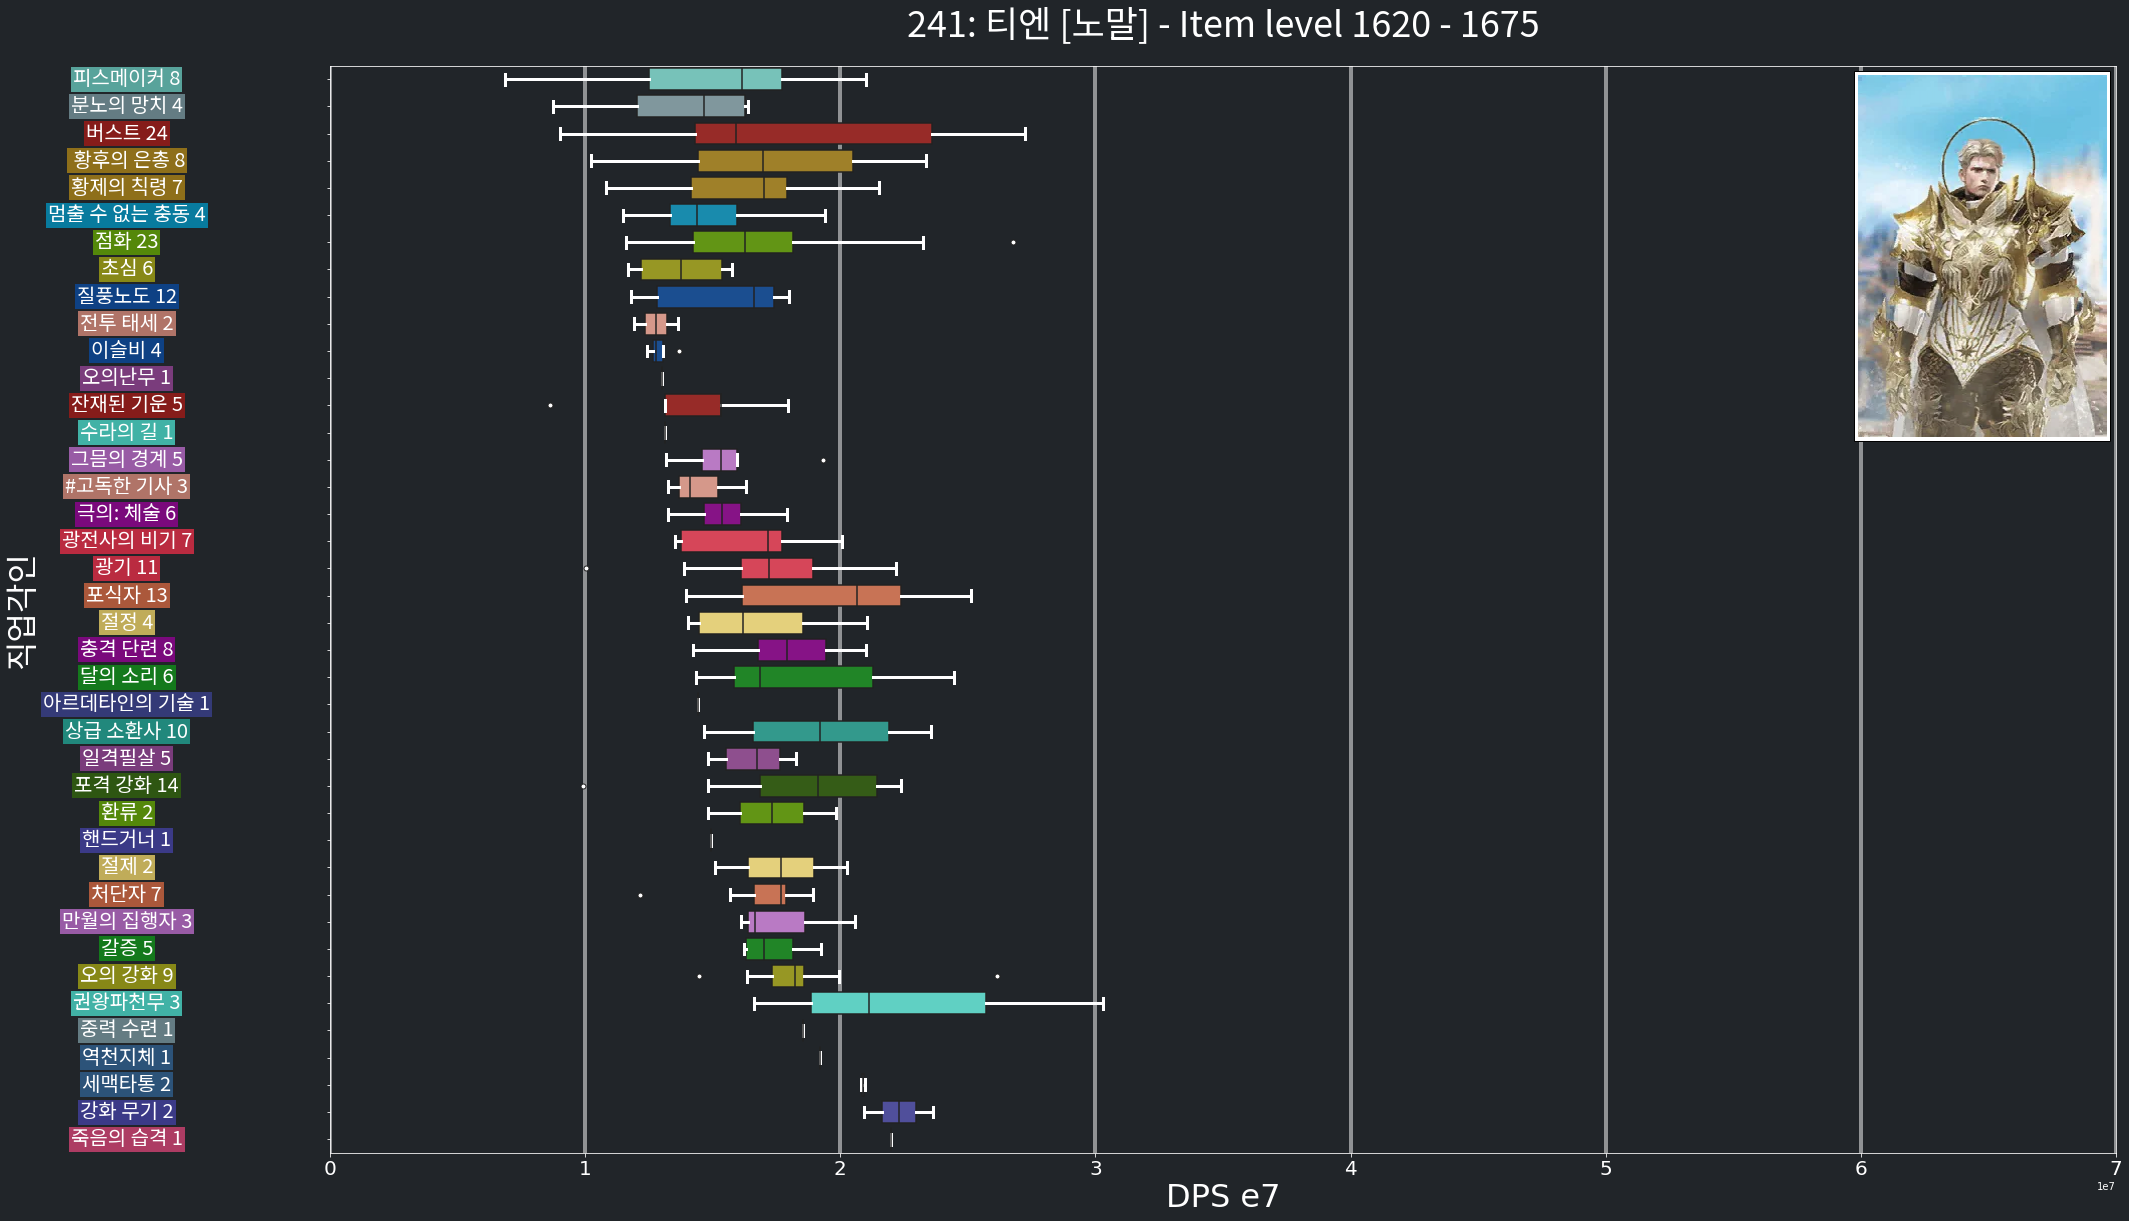 241: 티엔 [노말] - Item level 1620 - 1675
직업각인
피스메이커 8
분노의 망치 4
버스트 24
황후의 은총 8
황제의 칙령 7
멈출 수 없는 충동 4
점화 23
초심 6
질풍노도 12
전투 태세 2
이슬비 4
오의난무 1
잔재된 기운 5
수라의 길 1
그믐의 경계 5
#고독한 기사 3
극의: 체술 6
광전사의 비기 7
광기 11
포식자 13
절정 4
충격 단련 8
달의 소리 6
아르데타인의 기술 1
상급 소환사 10
일격필살 5
포격 강화 14
환류 2
핸드거너 1
절제 2
처단자 7
만월의 집행자 3
갈증 5
오의 강화 9
권왕파천무 3
중력 수련 1
역천지체 1
세맥타통 2
강화 무기 2
죽음의 습격 1
0 1 2 3 4 5 6 7
1e7
DPS e7